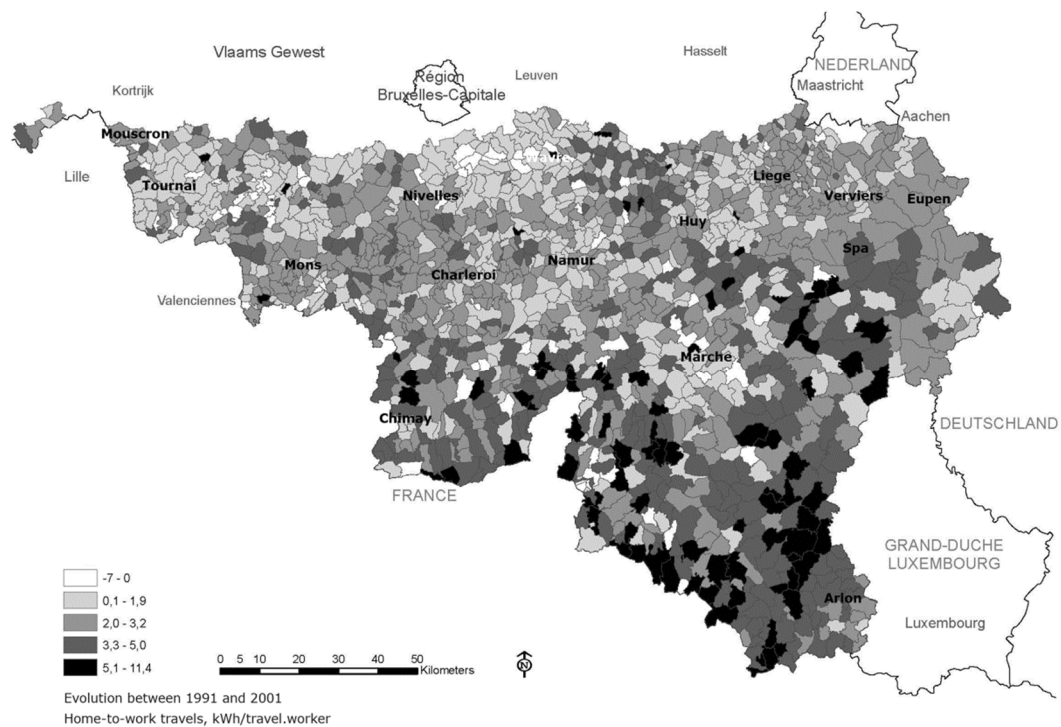 Vlaams Gewest
Hasselt
NEDERLAND
Maastricht
Kortrijk
Région
Bruxelles-Capitale
Leuven
Aachen
Mouscron
Lille
Tournai
Nivelles
Liege
Verviers
Eupen
Huy
Mons
Charleroi
Namur
Spa
Valenciennes
Marche
Chimay
DEUTSCHLAND
FRANCE
GRAND-DUCHE
LUXEMBOURG
Arlon
Luxembourg
-7 - 0
0,1 - 1,9
2,0 - 3,2
3,3 - 5,0
5,1 - 11,4
0 5 10 20 30 40 50
Kilometers
N
Evolution between 1991 and 2001
Home-to-work travels, kWh/travel.worker